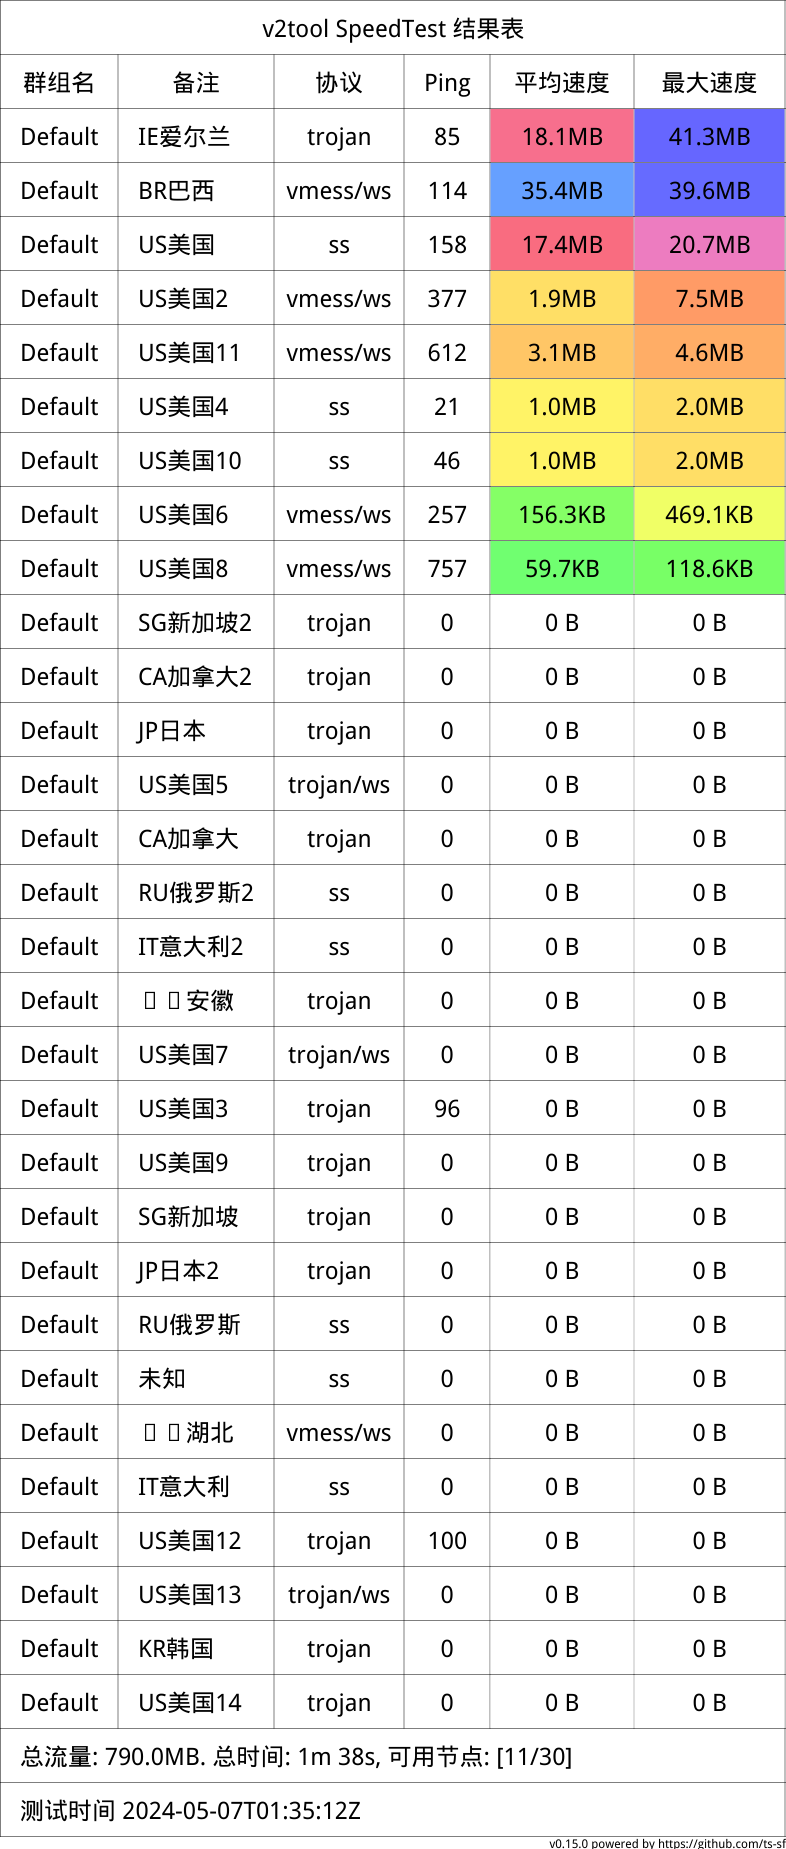 v2tool SpeedTest 结果表
群组名 备注 协议 Ping 平均速度 最大速度
Default IE爱尔兰 trojan 85 18.1MB 41.3MB
Default BR巴西 vmess/ws 114 35.4MB 39.6MB
Default US美国 ss 158 17.4MB 20.7MB
Default US美国2 vmess/ws 377 1.9MB 7.5MB
Default US美国11 vmess/ws 612 3.1MB 4.6MB
Default US美国4 ss 21 1.0MB 2.0MB
Default US美国10 ss 46 1.0MB 2.0MB
Default US美国6 vmess/ws 257 156.3KB 469.1KB
Default US美国8 vmess/ws 757 59.7KB 118.6KB
Default SG新加坡2 trojan 0 0 B 0 B
Default CA加拿大2 trojan 0 0 B 0 B
Default JP日本 trojan 0 0 B 0 B
Default US美国5 trojan/ws 0 0 B 0 B
Default CA加拿大 trojan 0 0 B 0 B
Default RU俄罗斯2 ss 0 0 B 0 B
Default IT意大利2 ss 0 0 B 0 B
Default 安徽 trojan 0 0 B 0 B
Default US美国7 trojan/ws 0 0 B 0 B
Default US美国3 trojan 96 0 B 0 B
Default US美国9 trojan 0 0 B 0 B
Default SG新加坡 trojan 0 0 B 0 B
Default JP日本2 trojan 0 0 B 0 B
Default RU俄罗斯 ss 0 0 B 0 B
Default 未知 ss 0 0 B 0 B
Default 湖北 vmess/ws 0 0 B 0 B
Default IT意大利 ss 0 0 B 0 B
Default US美国12 trojan 100 0 B 0 B
Default US美国13 trojan/ws 0 0 B 0 B
Default KR韩国 trojan 0 0 B 0 B
Default US美国14 trojan 0 0 B 0 B
总流量: 790.0MB. 总时间: 1m 38s, 可用节点: [11/30]
测试时间 2024-05-07T01:35:12Z
v0.15.0 powered by https://github.com/ts-sf